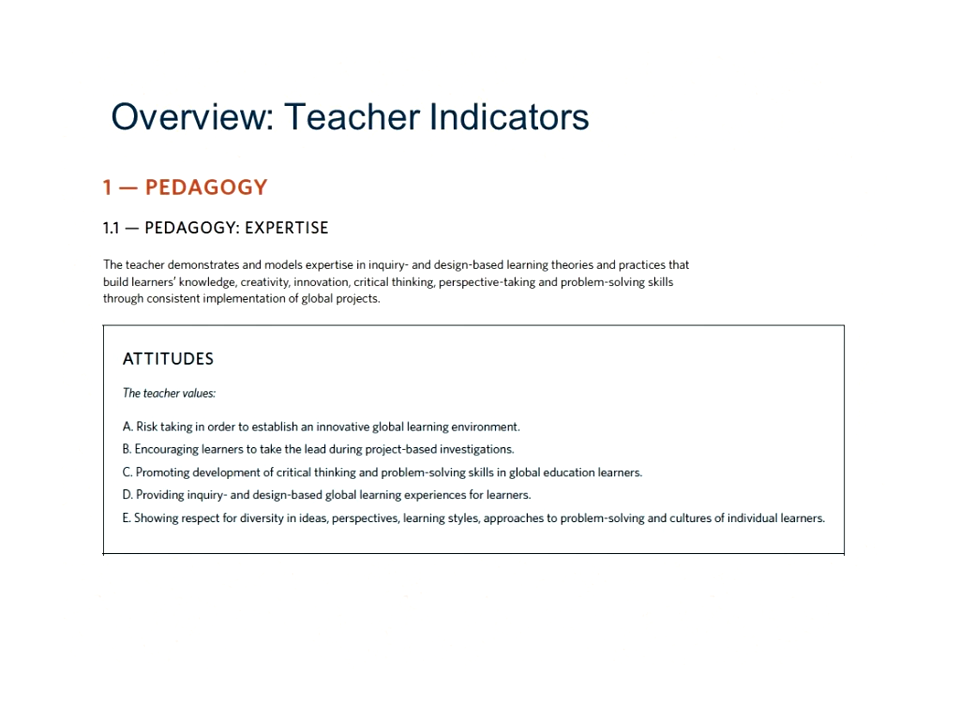 Overview: Teacher Indicators
1 — PEDAGOGY
1.1 — PEDAGOGY: EXPERTISE
The teacher demonstrates and models expertise in inquiry- and design-based learning theories and practices that
build learners’ knowledge, creativity, innovation, critical thinking, perspective-taking and problem-solving skills
through consistent implementation of global projects.
ATTITUDES
The teacher values:
A. Risk taking in order to establish an innovative global learning environment.
B. Encouraging learners to take the lead during project-based investigations.
C. Promoting development of critical thinking and problem-solving skills in global education learners.
D. Providing inquiry- and design-based global learning experiences for learners.
E. Showing respect for diversity in ideas, perspectives, learning styles, approaches to problem-solving and cultures of individual learners.